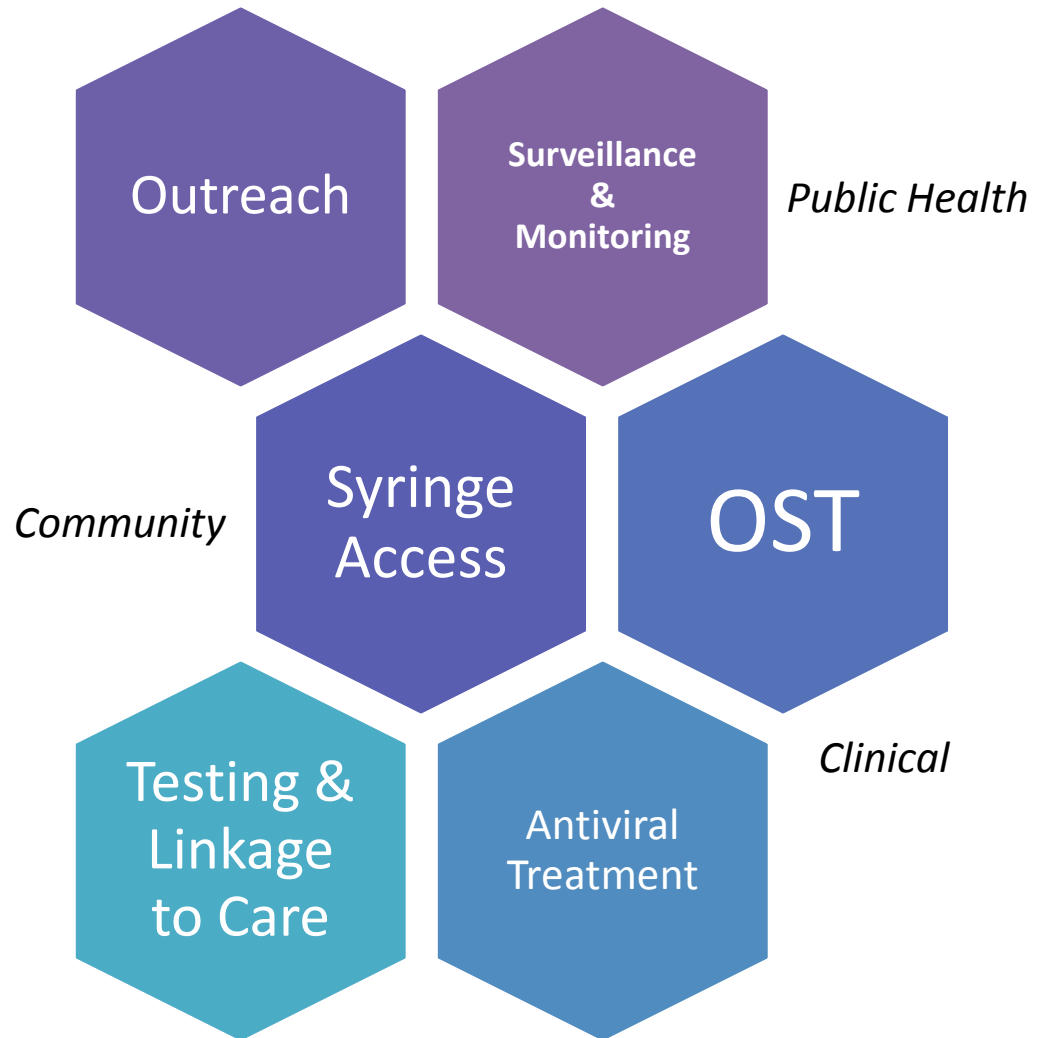 Outreach
Surveillance
&
Monitoring
Public Health
Community
Syringe
Access
OST
Clinical
Testing &
Linkage
to Care
Antiviral
Treatment